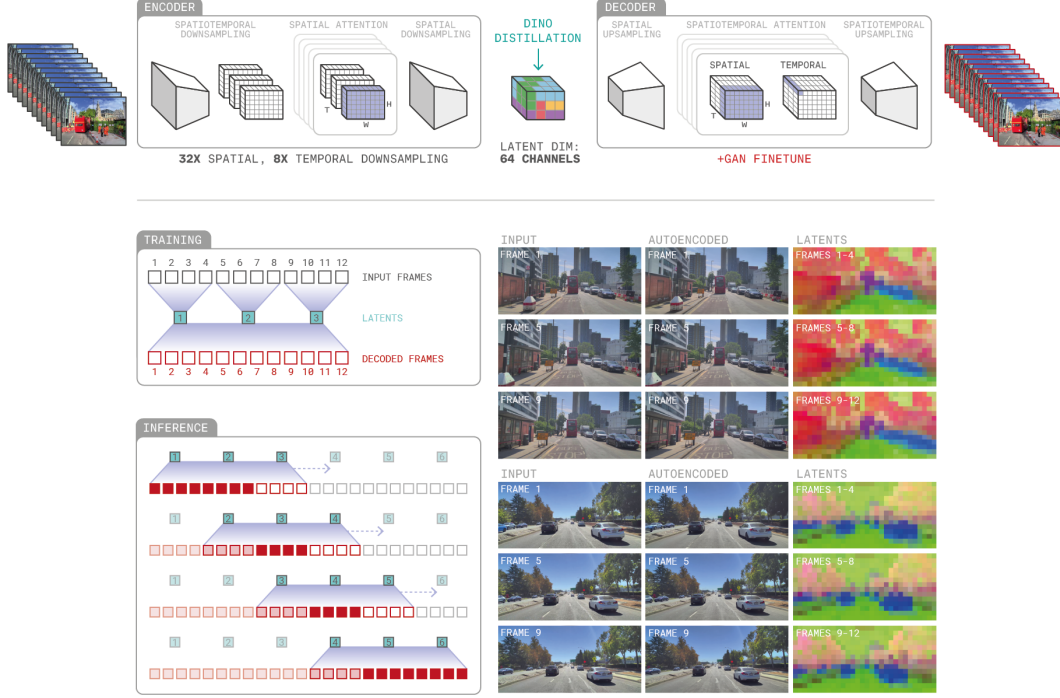 ENCODER
SPATIOTEMPORAL DOWNSAMPLING
SPATIAL ATTENTION
SPATIAL DOWNSAMPLING
T
W
H
32X SPATIAL, 8X TEMPORAL DOWNSAMPLING
DINO
DISTILLATION
LATENT DIM:
64 CHANNELS
DECODER
SPATIAL UPSAMPLING
SPATIOTEMPORAL ATTENTION
SPATIOTEMPORAL UPSAMPLING
SPATIAL
TEMPORAL
T
W
H
+GAN FINETUNE
TRAINING
1 2 3 4 5 6 7 8 9 10 11 12
INPUT FRAMES
1 2 3
LATENTS
DECODED FRAMES
1 2 3 4 5 6 7 8 9 10 11 12
INFERENCE
1 2 3 4 5 6
1 2 3 4 5 6
1 2 3 4 5 6
1 2 3 4 5 6
INPUT AUTOENCODED LATENTS
FRAME 1 FRAME 1 FRAMES 1-4
FRAME 5 FRAME 5 FRAMES 5-8
FRAME 9 FRAME 9 FRAMES 9-12
INPUT AUTOENCODED LATENTS
FRAME 1 FRAME 1 FRAMES 1-4
FRAME 5 FRAME 5 FRAMES 5-8
FRAME 9 FRAME 9 FRAMES 9-12